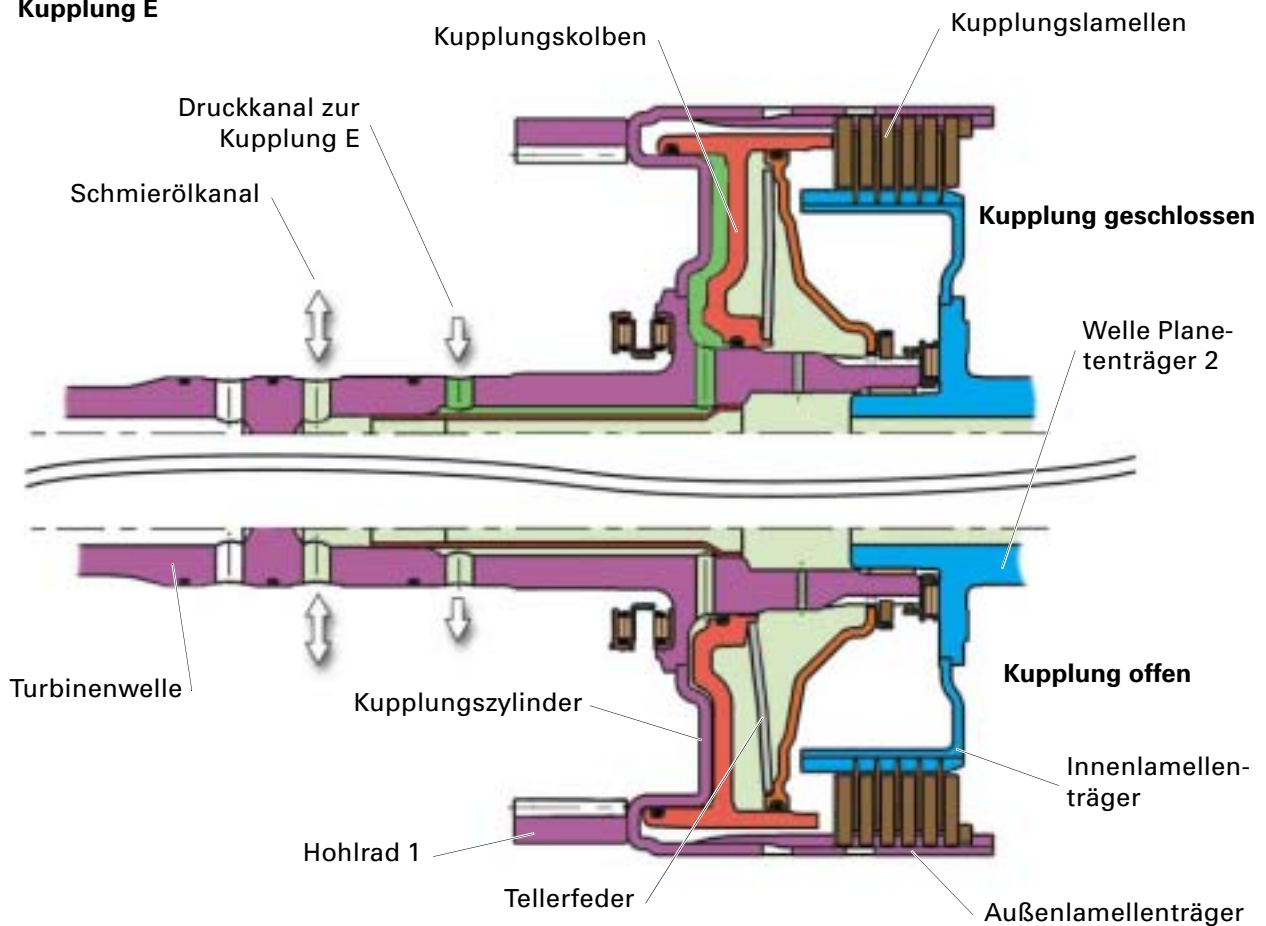 Kupplung E
Kupplungskolben
Kupplungslamellen
Druckkanal zur
Kupplung E
Schmierölkanal
Kupplung geschlossen
Welle Plane-
tenträger 2
Turbinenwelle
Kupplungszylinder
Kupplung offen
Innenlamellen-
träger
Hohlrad 1
Tellerfeder
Außenlamellenträger